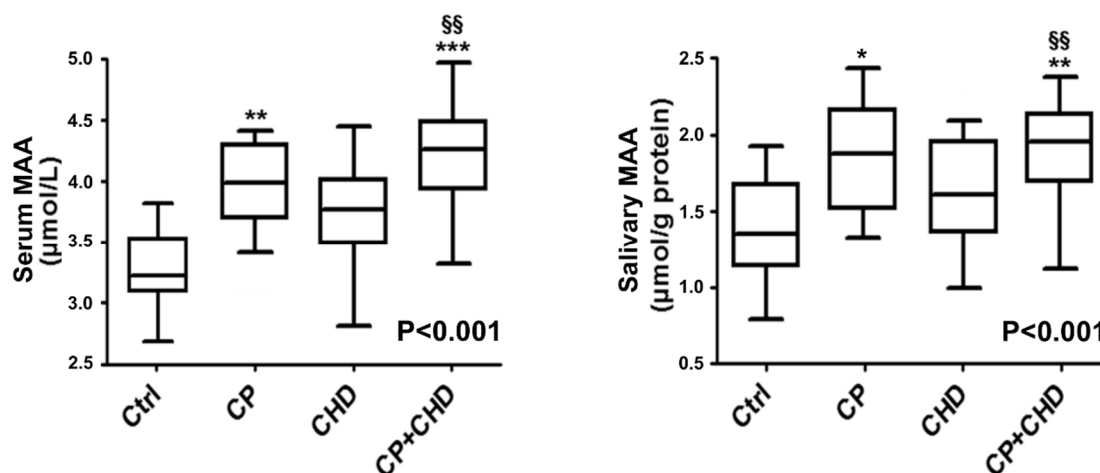 Serum MAA
(μmol/L)
5.0
4.5
4.0
3.5
3.0
2.5
**
§§
***
P<0.001
Ctrl
CP
CHD
CP+CHD
Salivary MAA
(μmol/g protein)
2.5
2.0
1.5
1.0
0.5
*
§§
**
P<0.001
Ctrl
CP
CHD
CP+CHD